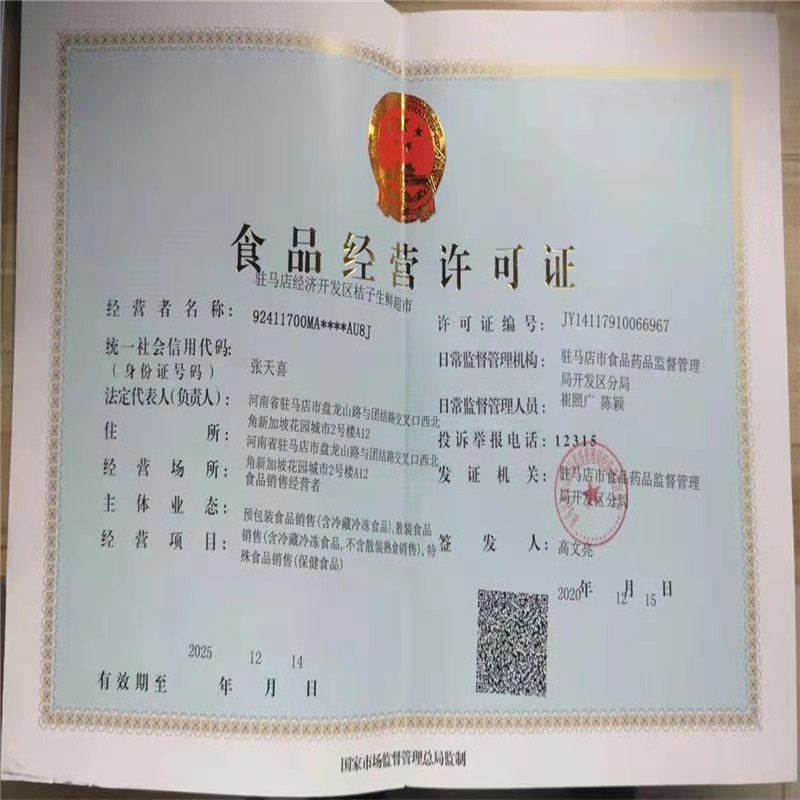 食品经营许可证
经营者名称:
驻马店经济开发区桔子生鲜超市
统一社会信用代码:
(身份证号码)
92411700MA****AU8J
法定代表人(负责人):
张天喜
住所:
河南省驻马店市盘龙山路与团结路交叉口西北
角新加坡花园城市2号楼A12
经营场所:
河南省驻马店市盘龙山路与团结路交叉口西北
角新加坡花园城市2号楼A12
主体业态:
食品销售经营者
经营项目:
预包装食品销售(含冷藏冷冻食品),散装食品
销售(含冷藏冷冻食品,不含散装熟食销售),特
殊食品销售(保健食品)
有效期至 2025年12月14日
许可证编号: JY14117910066967
日常监督管理机构: 驻马店市食品药品监督管理
局开发区分局
日常监督管理人员: 崔照广 陈颖
投诉举报电话: 12315
发证机关: 驻马店市食品药品监督管理
局开发区分局
签发人: 高文亮
2020年12月15日
国家市场监督管理总局监制